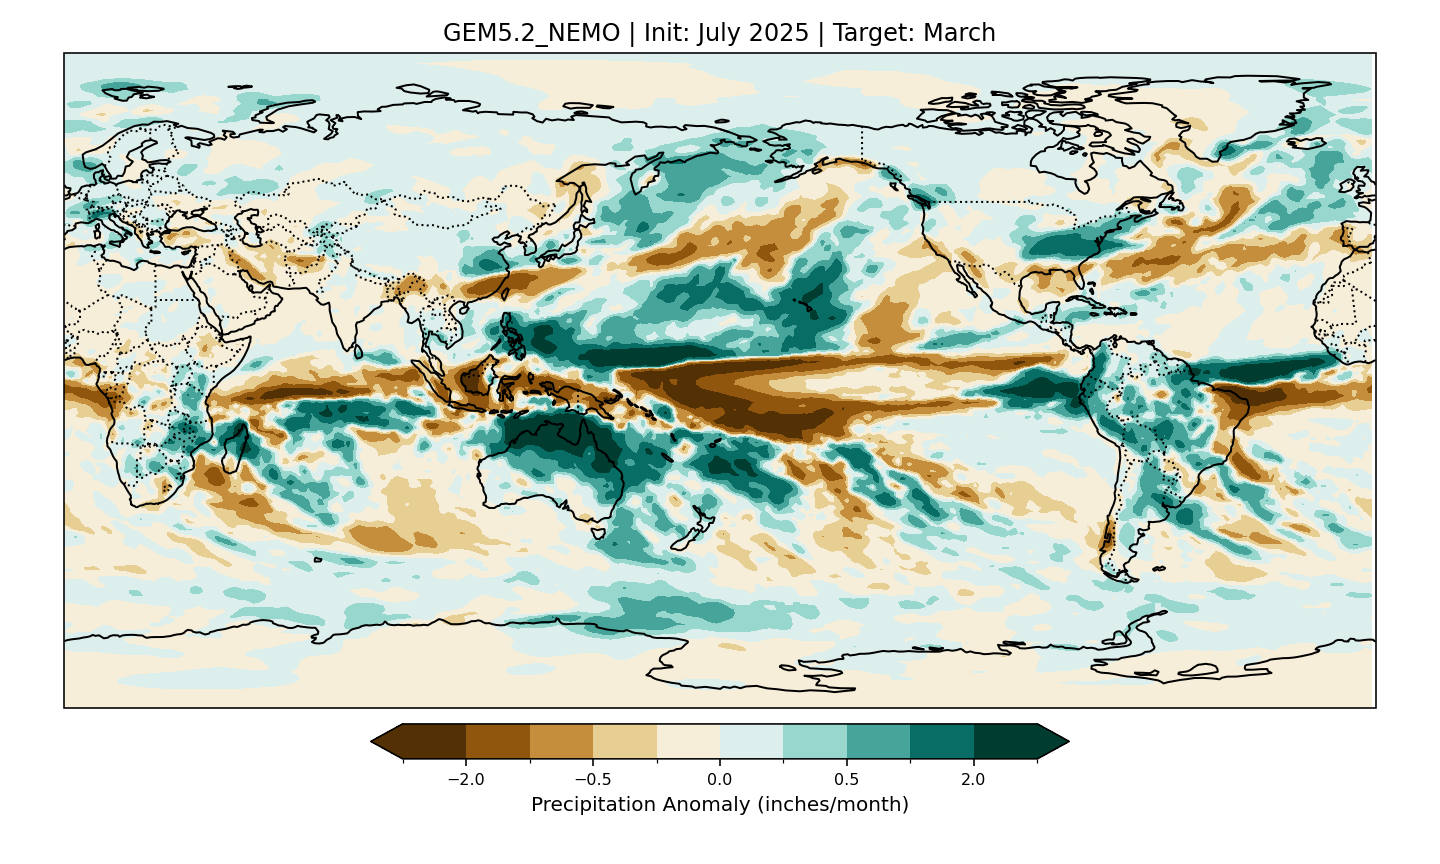 GEM5.2_NEMO | Init: July 2025 | Target: March
−2.0 −0.5 0.0 0.5 2.0
Precipitation Anomaly (inches/month)